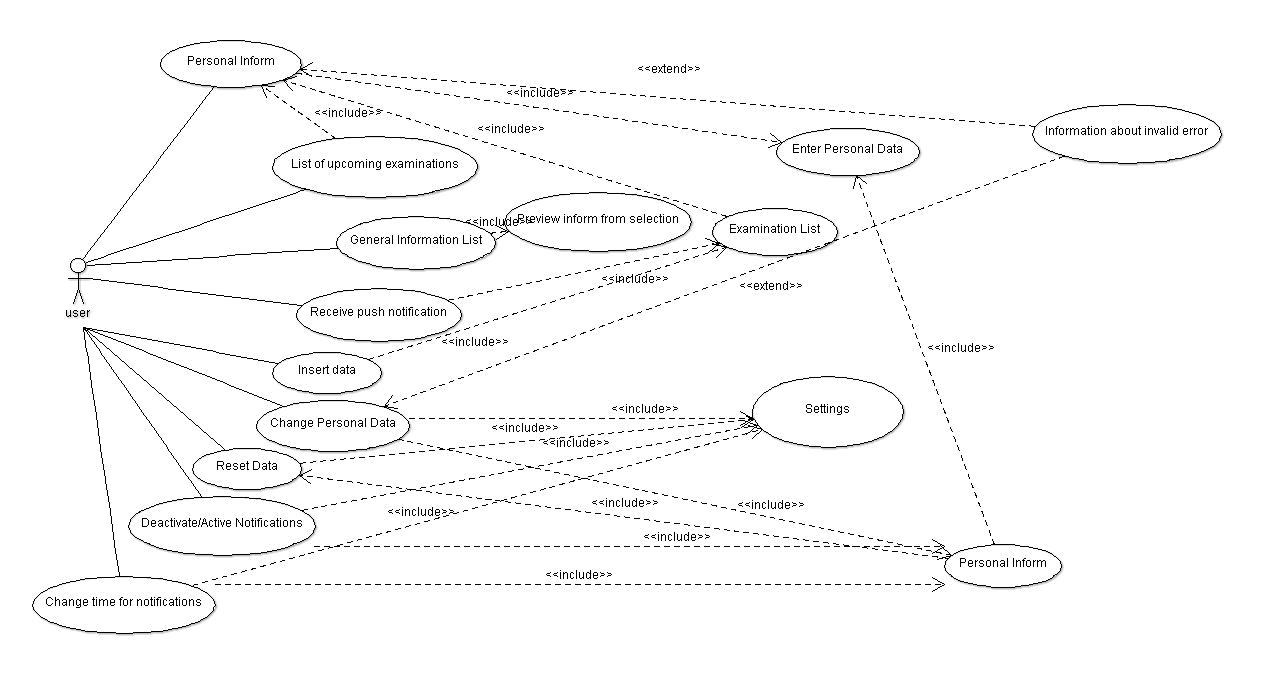 Personal Inform
<<extend>>
<<include>>
<<include>>
<<include>>
Information about invalid error
Enter Personal Data
List of upcoming examinations
<<include>>
Preview inform from selection
Examination List
General Information List
<<include>>
<<extend>>
Receive push notification
user
<<include>>
<<include>>
Insert data
<<include>>
Settings
Change Personal Data
<<include>>
<<include>>
Reset Data
<<include>>
<<include>>
<<include>>
Deactivate/Active Notifications
<<include>>
Personal Inform
<<include>>
Change time for notifications